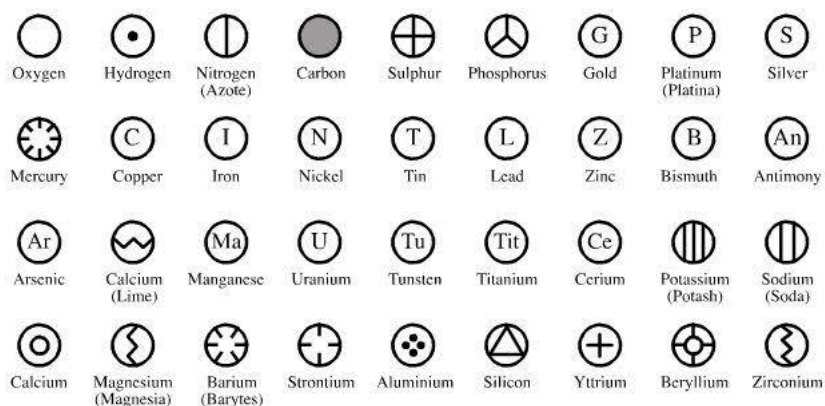 G P S
Oxygen Hydrogen Nitrogen Carbon Sulphur Phosphorus Gold Platinum Silver
(Azote) (Platina)
C I N T L Z B An
Mercury Copper Iron Nickel Tin Lead Zinc Bismuth Antimony
Ar Ma U Tu Tit Ce
Arsenic Calcium Manganese Uranium Tunsten Titanium Cerium Potassium Sodium
(Lime) (Potash) (Soda)
Calcium Magnesium Barium Strontium Aluminium Silicon Yttrium Beryllium Zirconium
(Magnesia) (Barytes)